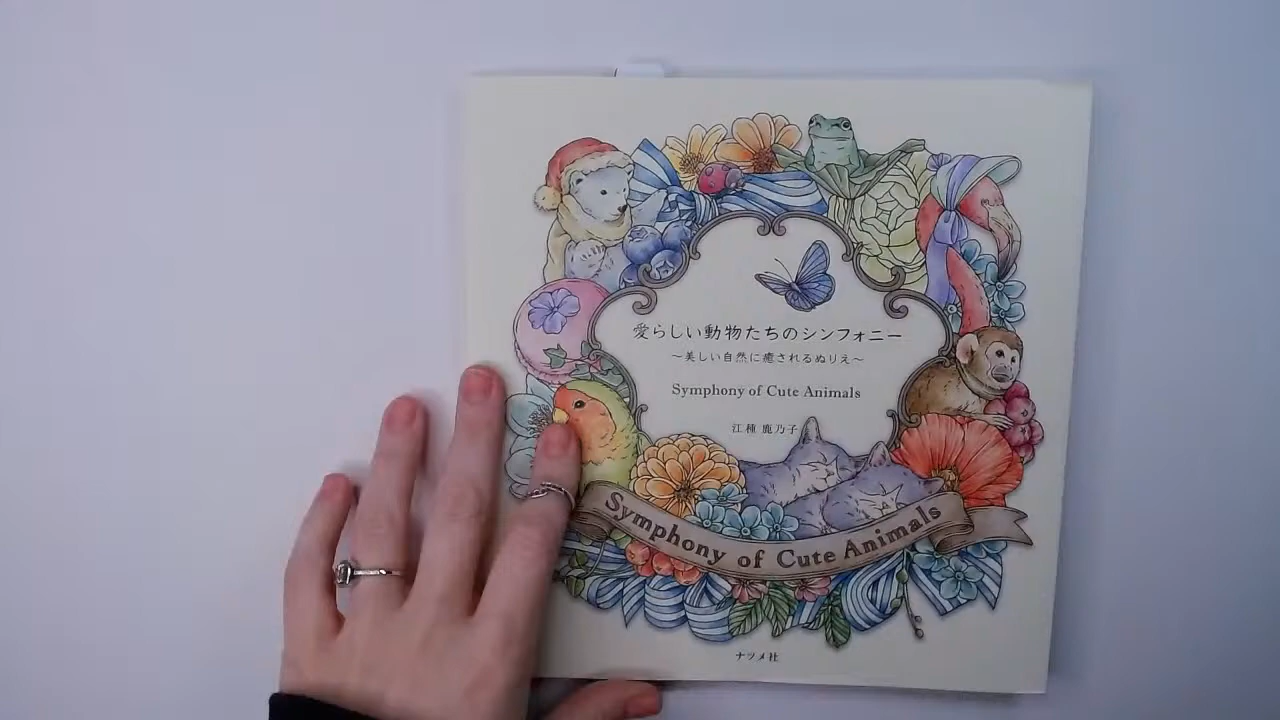 愛らしい動物たちのシンフォニー
〜美しい自然に癒されるぬりえ〜
Symphony of Cute Animals
江種 鹿乃子
Symphony of Cute Animals
ナツメ社